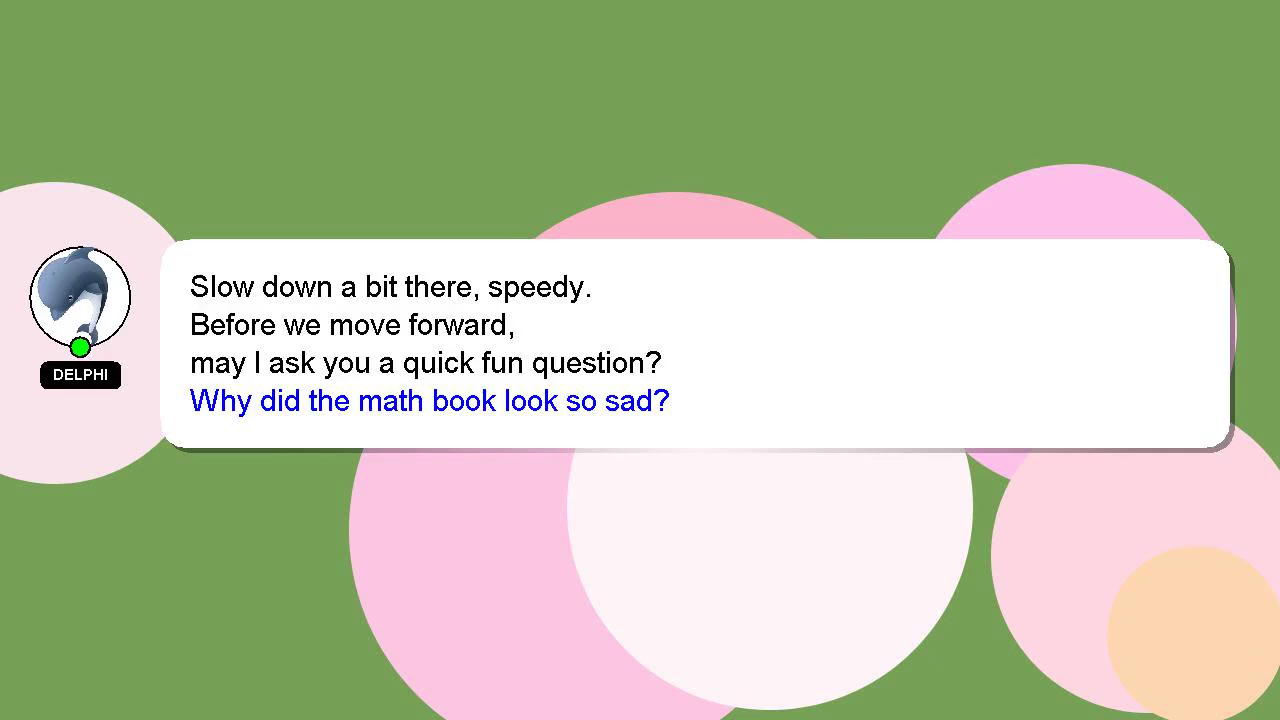 Slow down a bit there, speedy.
Before we move forward,
may I ask you a quick fun question?
Why did the math book look so sad?
DELPHI